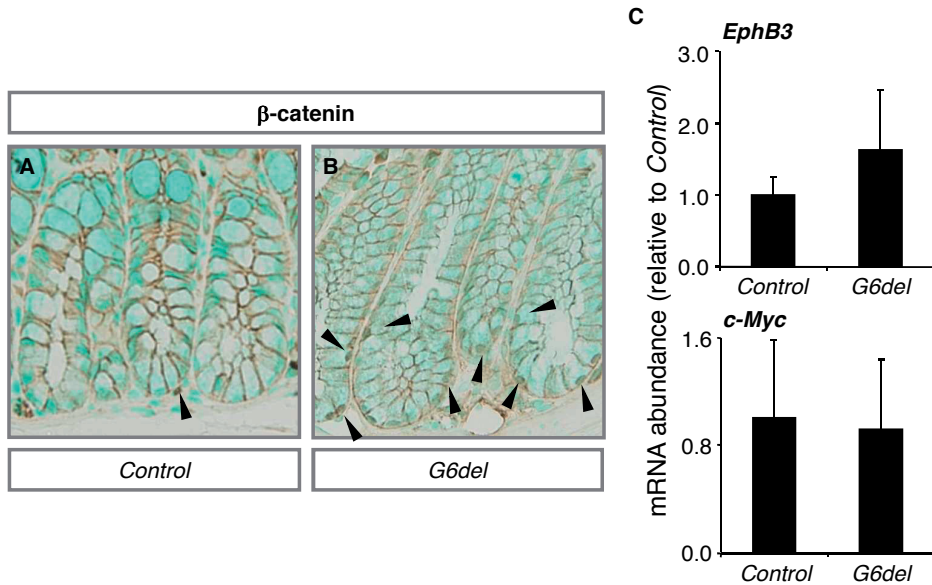 β-catenin
A
B
Control
G6del
C
EphB3
mRNA abundance (relative to Control)
3.0
2.0
1.0
0.0
Control
G6del
c-Myc
1.6
0.8
0.0
Control
G6del